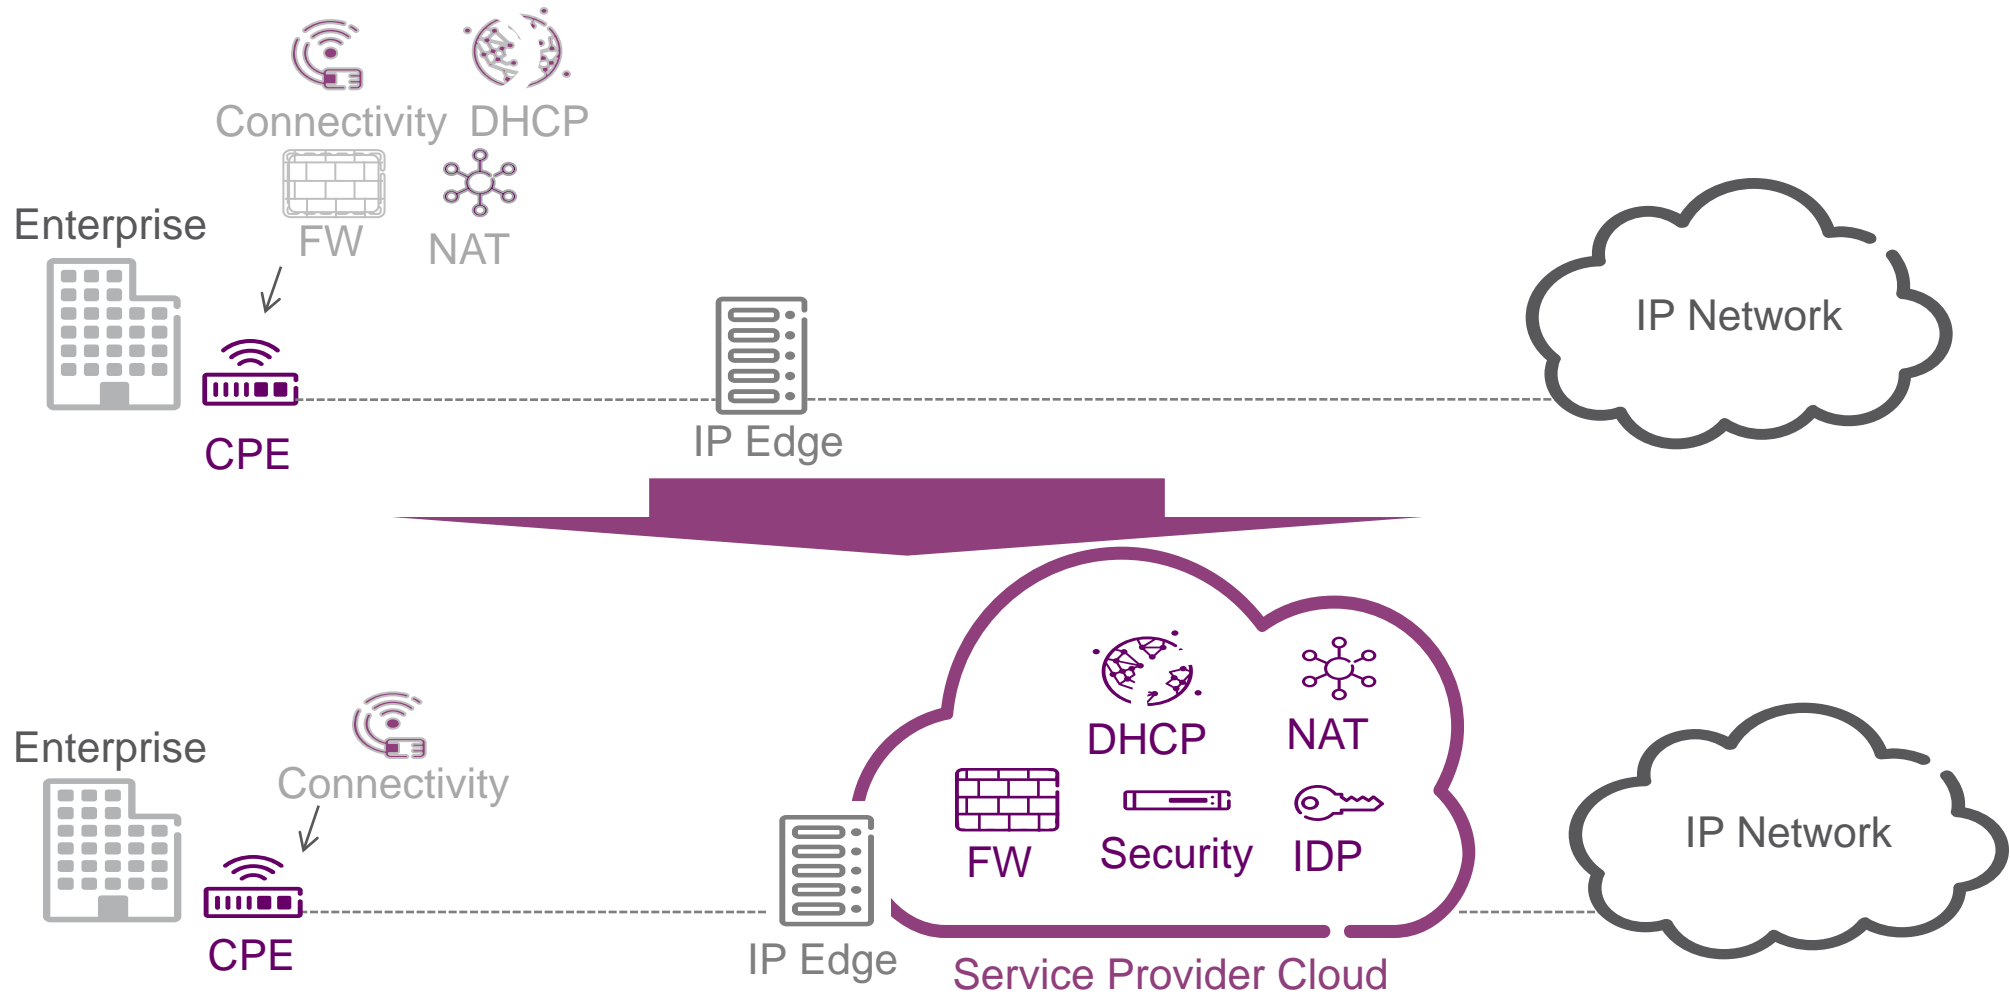 Connectivity DHCP
Enterprise
FW
NAT
IP Network
IP Edge
CPE
DHCP
NAT
Enterprise
Connectivity
IP Network
FW
Security
IDP
CPE
IP Edge
Service Provider Cloud